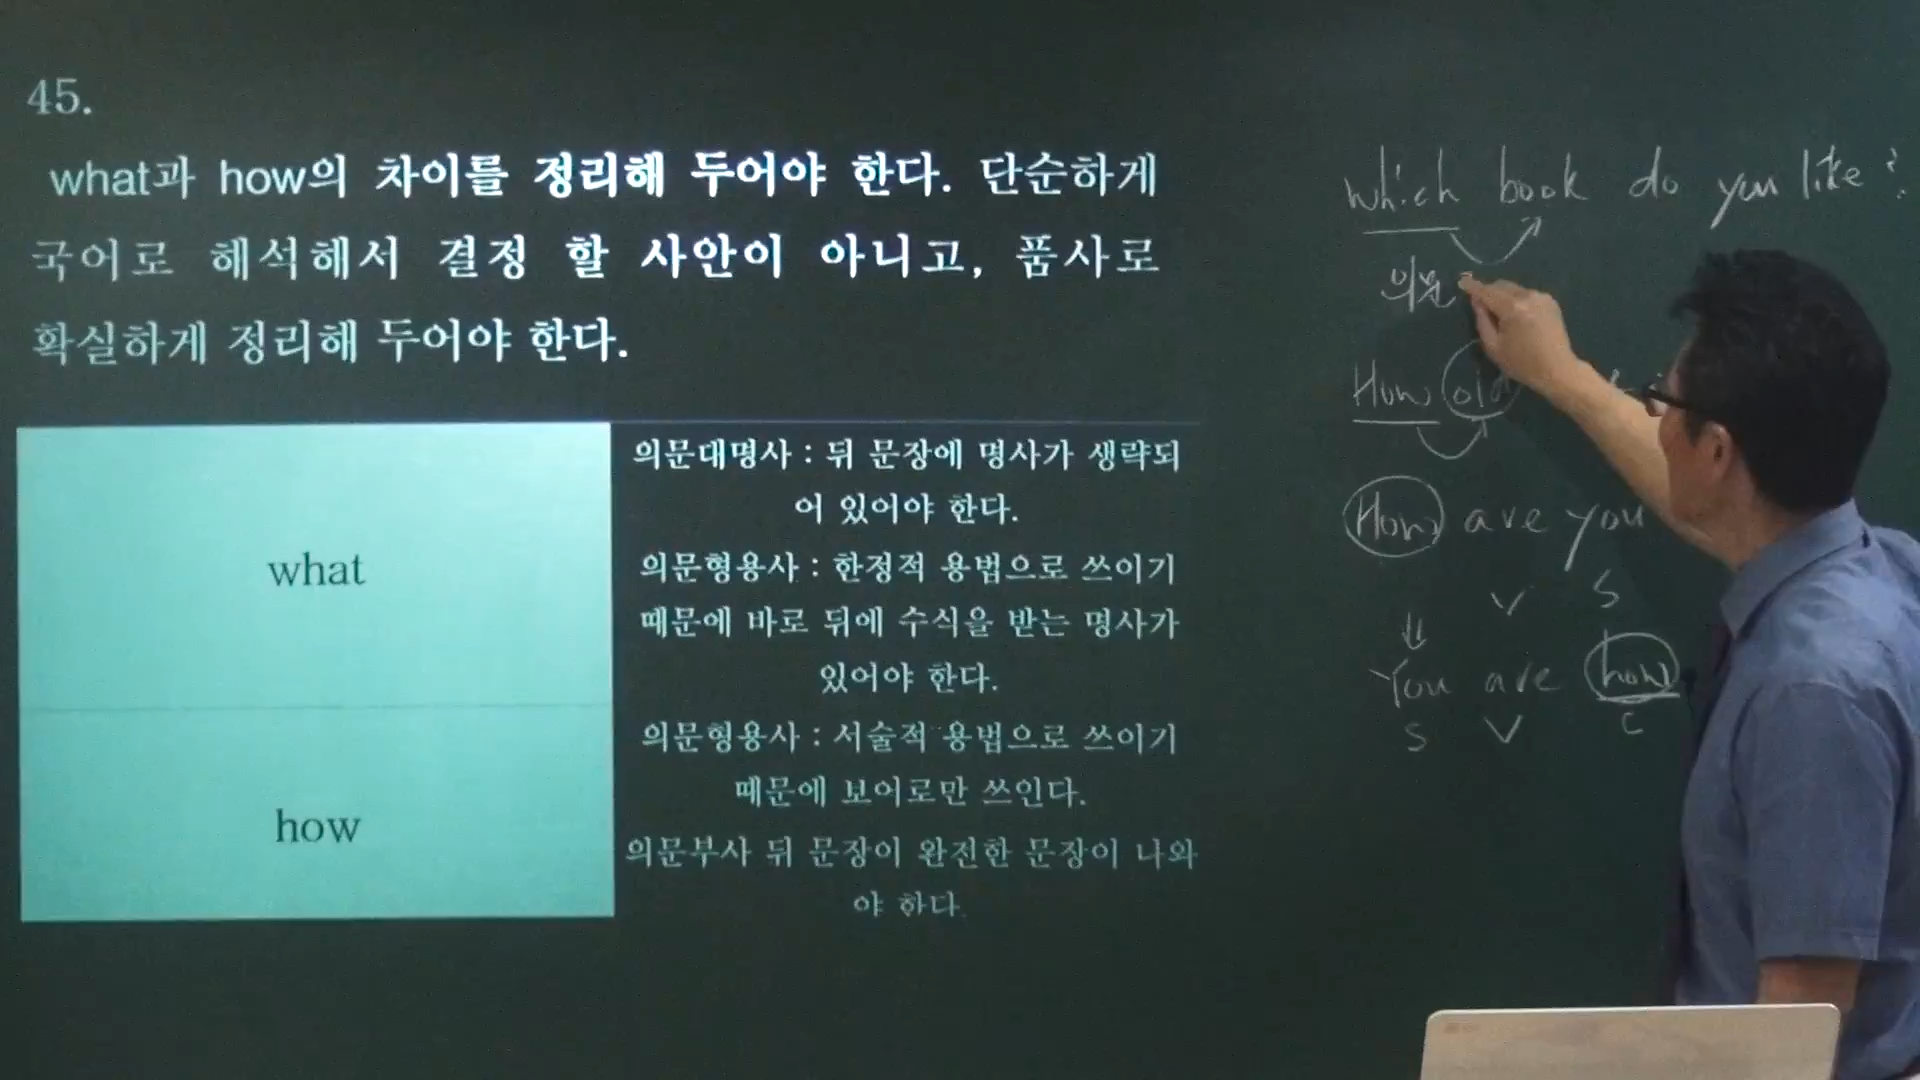 45.
what과 how의 차이를 정리해 두어야 한다. 단순하게
국어로 해석해서 결정 할 사안이 아니고, 품사로
확실하게 정리해 두어야 한다.
what
의문대명사 : 뒤 문장에 명사가 생략되
어 있어야 한다.
의문형용사 : 한정적 용법으로 쓰이기
때문에 바로 뒤에 수식을 받는 명사가
있어야 한다.
how
의문형용사 : 서술적 용법으로 쓰이기
때문에 보어로만 쓰인다.
의문부사 뒤 문장이 완전한 문장이 나와
야 하다.
which book do you like?
의문
How old
How are you
V S
You are how
S V C